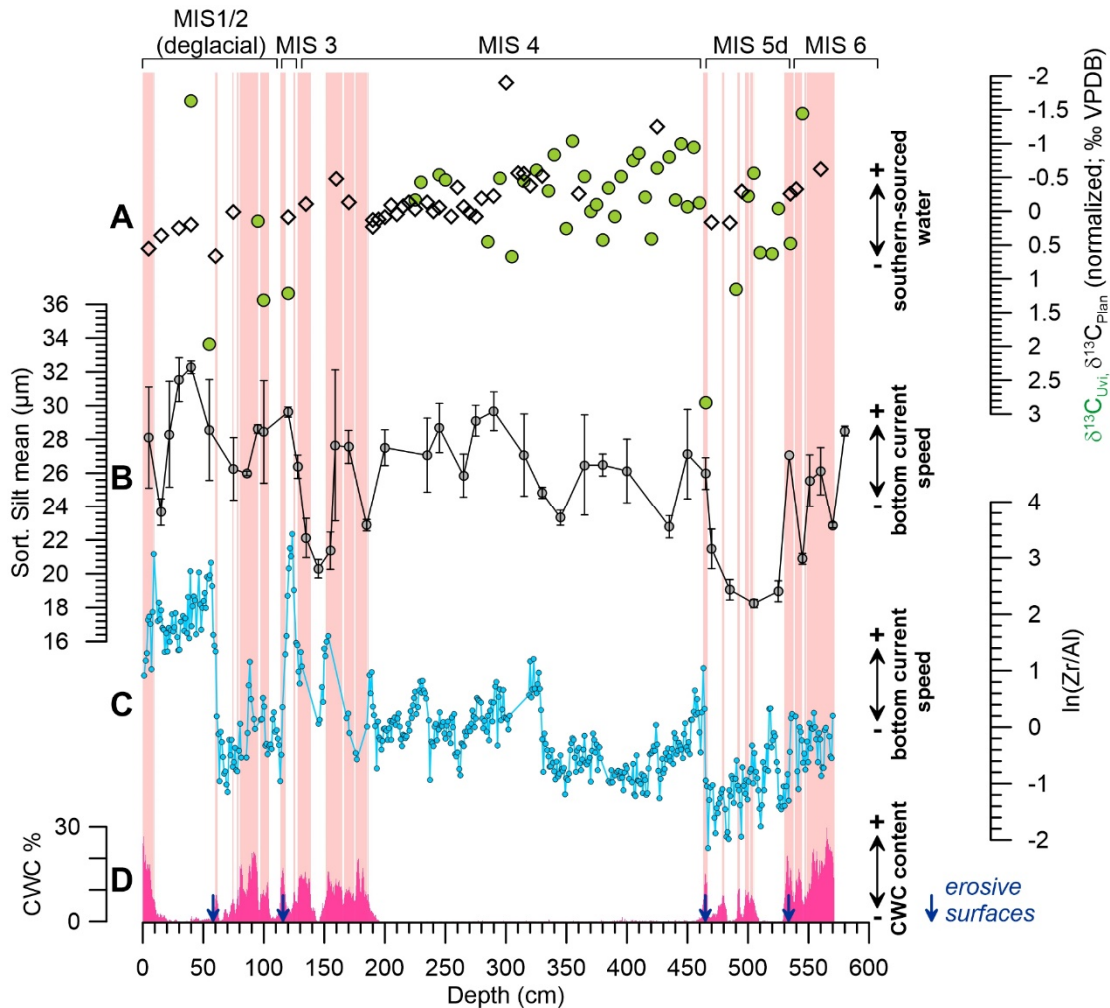 MIS1/2
(deglacial)
MIS 3
MIS 4
MIS 5d
MIS 6
A
+
-
southern-sourced
water
-2
-1.5
-1
-0.5
0
0.5
1
1.5
2
2.5
3
δ¹³C Uvi, δ¹³C Plan (normalized; ‰ VPDB)
36
34
32
30
28
26
24
22
20
18
16
Sort. Silt mean (µm)
B
+
-
bottom current
speed
C
+
-
bottom current
speed
4
3
2
1
0
-1
-2
ln(Zr/Al)
30
0
CWC %
D
+
-
CWC content
erosive
surfaces
0 50 100 150 200 250 300 350 400 450 500 550 600
Depth (cm)